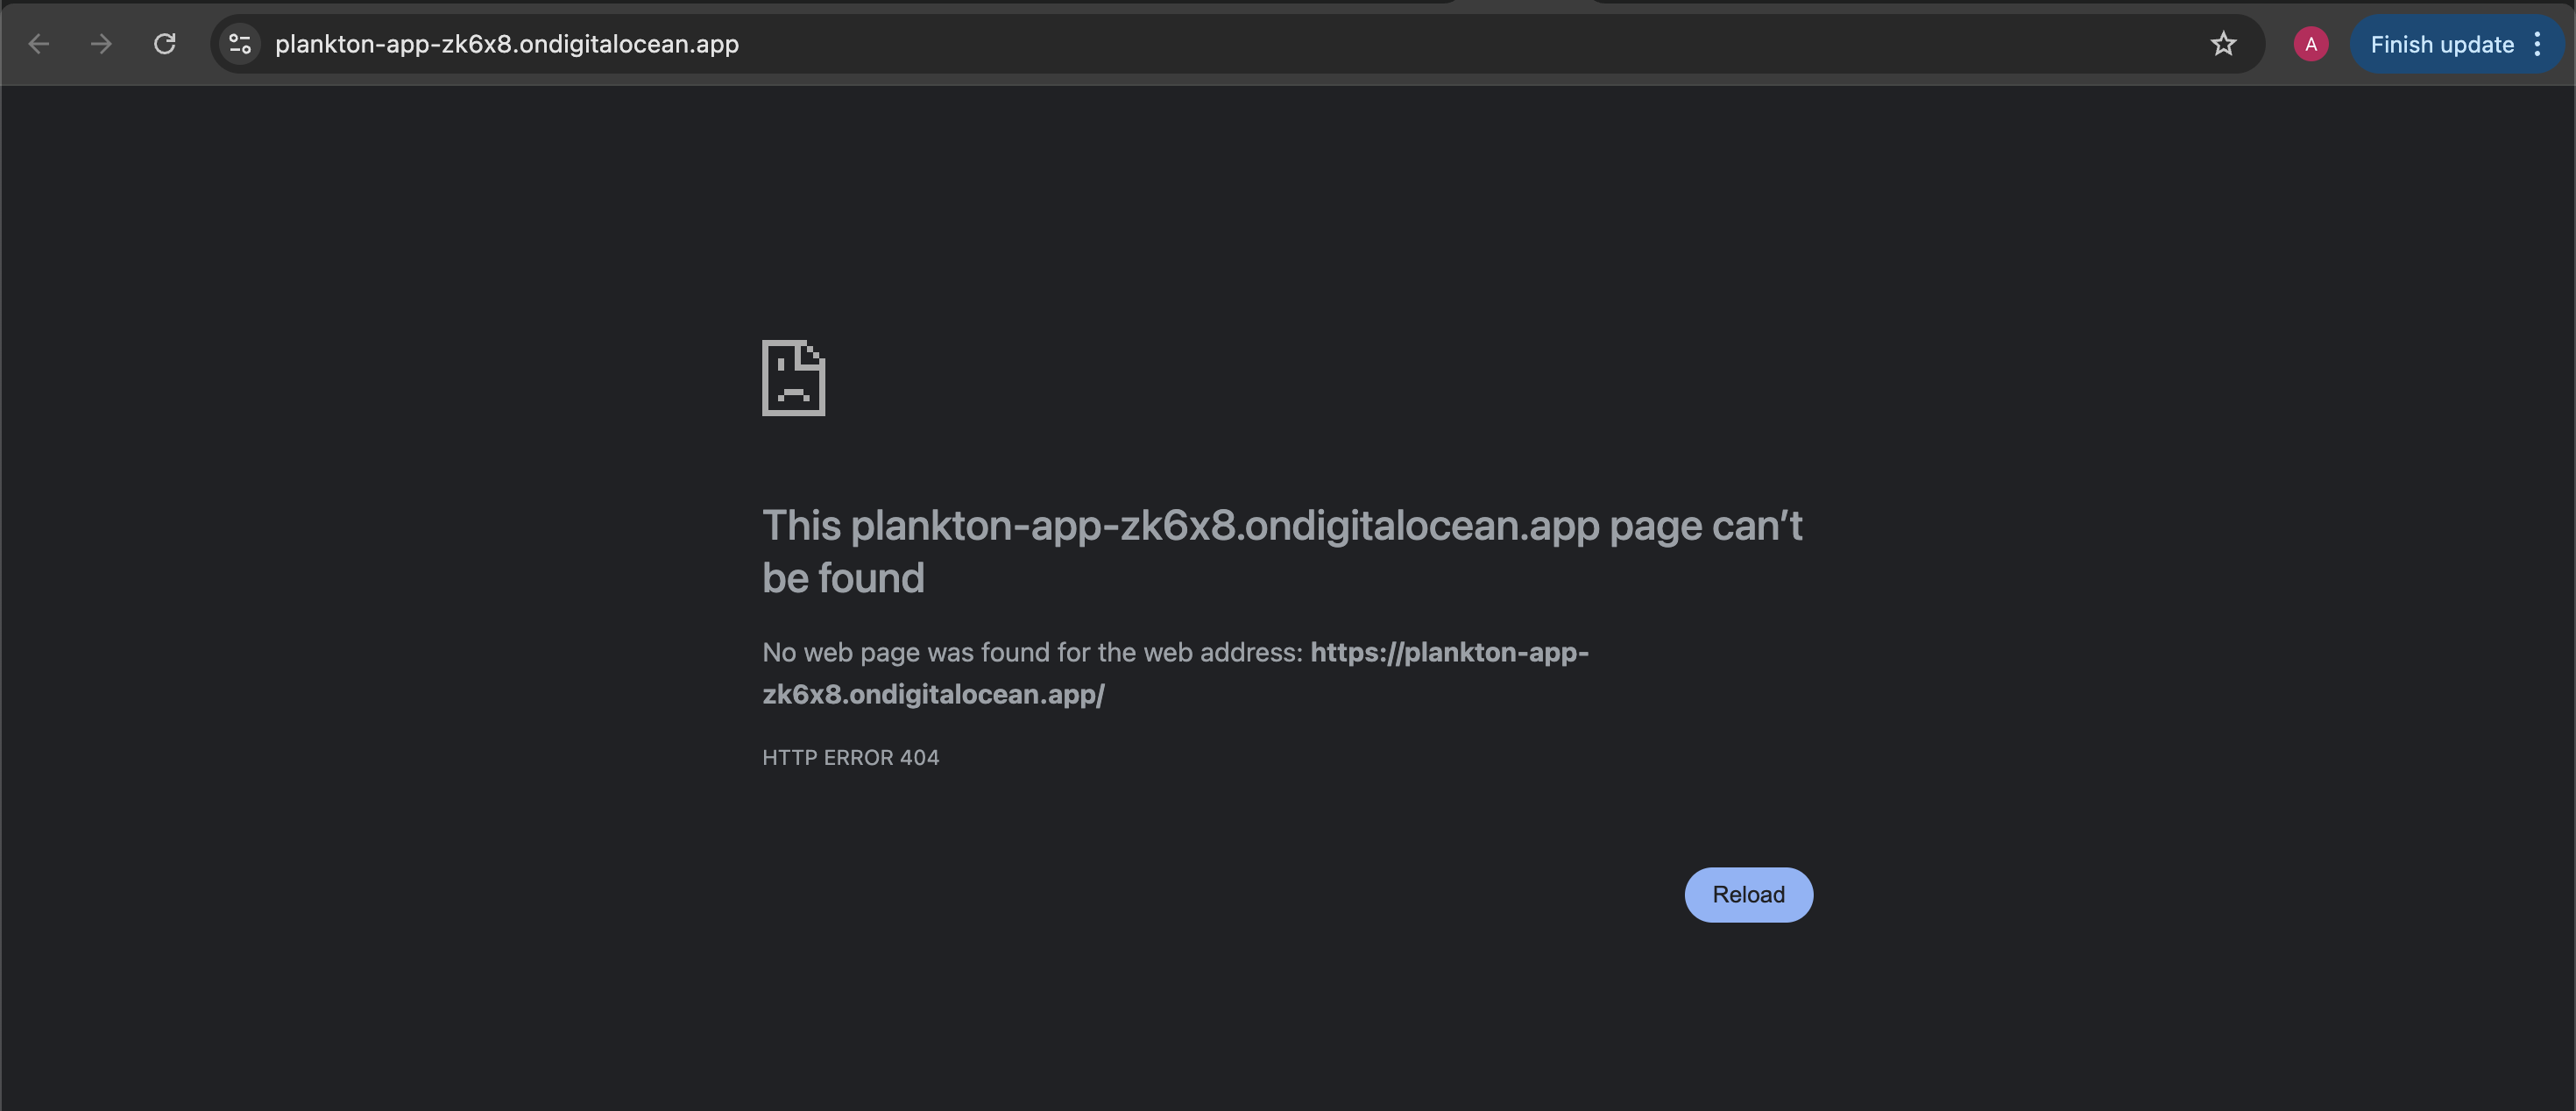 plankton-app-zk6x8.ondigitalocean.app
A
Finish update
This plankton-app-zk6x8.ondigitalocean.app page can’t
be found
No web page was found for the web address: https://plankton-app-
zk6x8.ondigitalocean.app/
HTTP ERROR 404
Reload